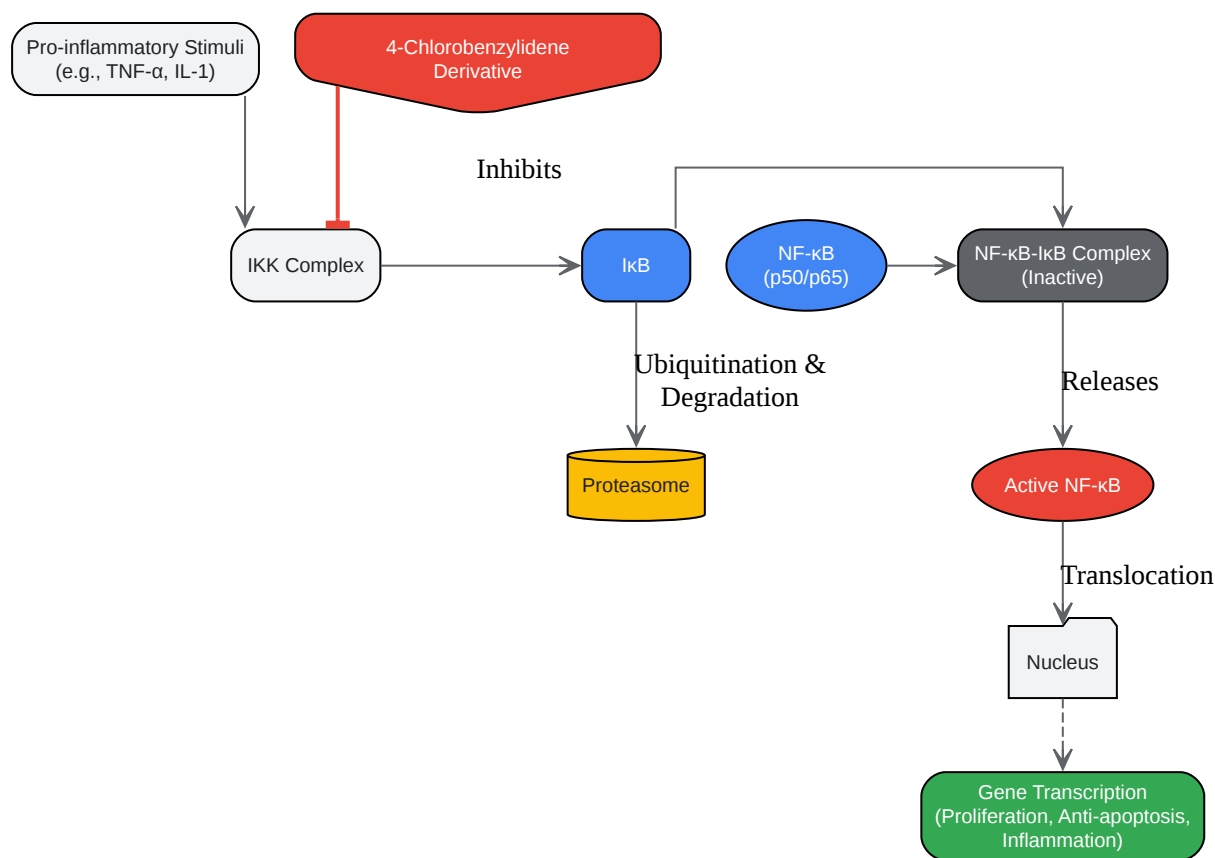 Pro-inflammatory Stimuli
(e.g., TNF-α, IL-1)
4-Chlorobenzylidene
Derivative
Inhibits
IKK Complex
IκB
NF-κB
(p50/p65)
NF-κB-IκB Complex
(Inactive)
Ubiquitination &
Degradation
Releases
Proteasome
Active NF-κB
Translocation
Nucleus
Gene Transcription
(Proliferation, Anti-apoptosis,
Inflammation)